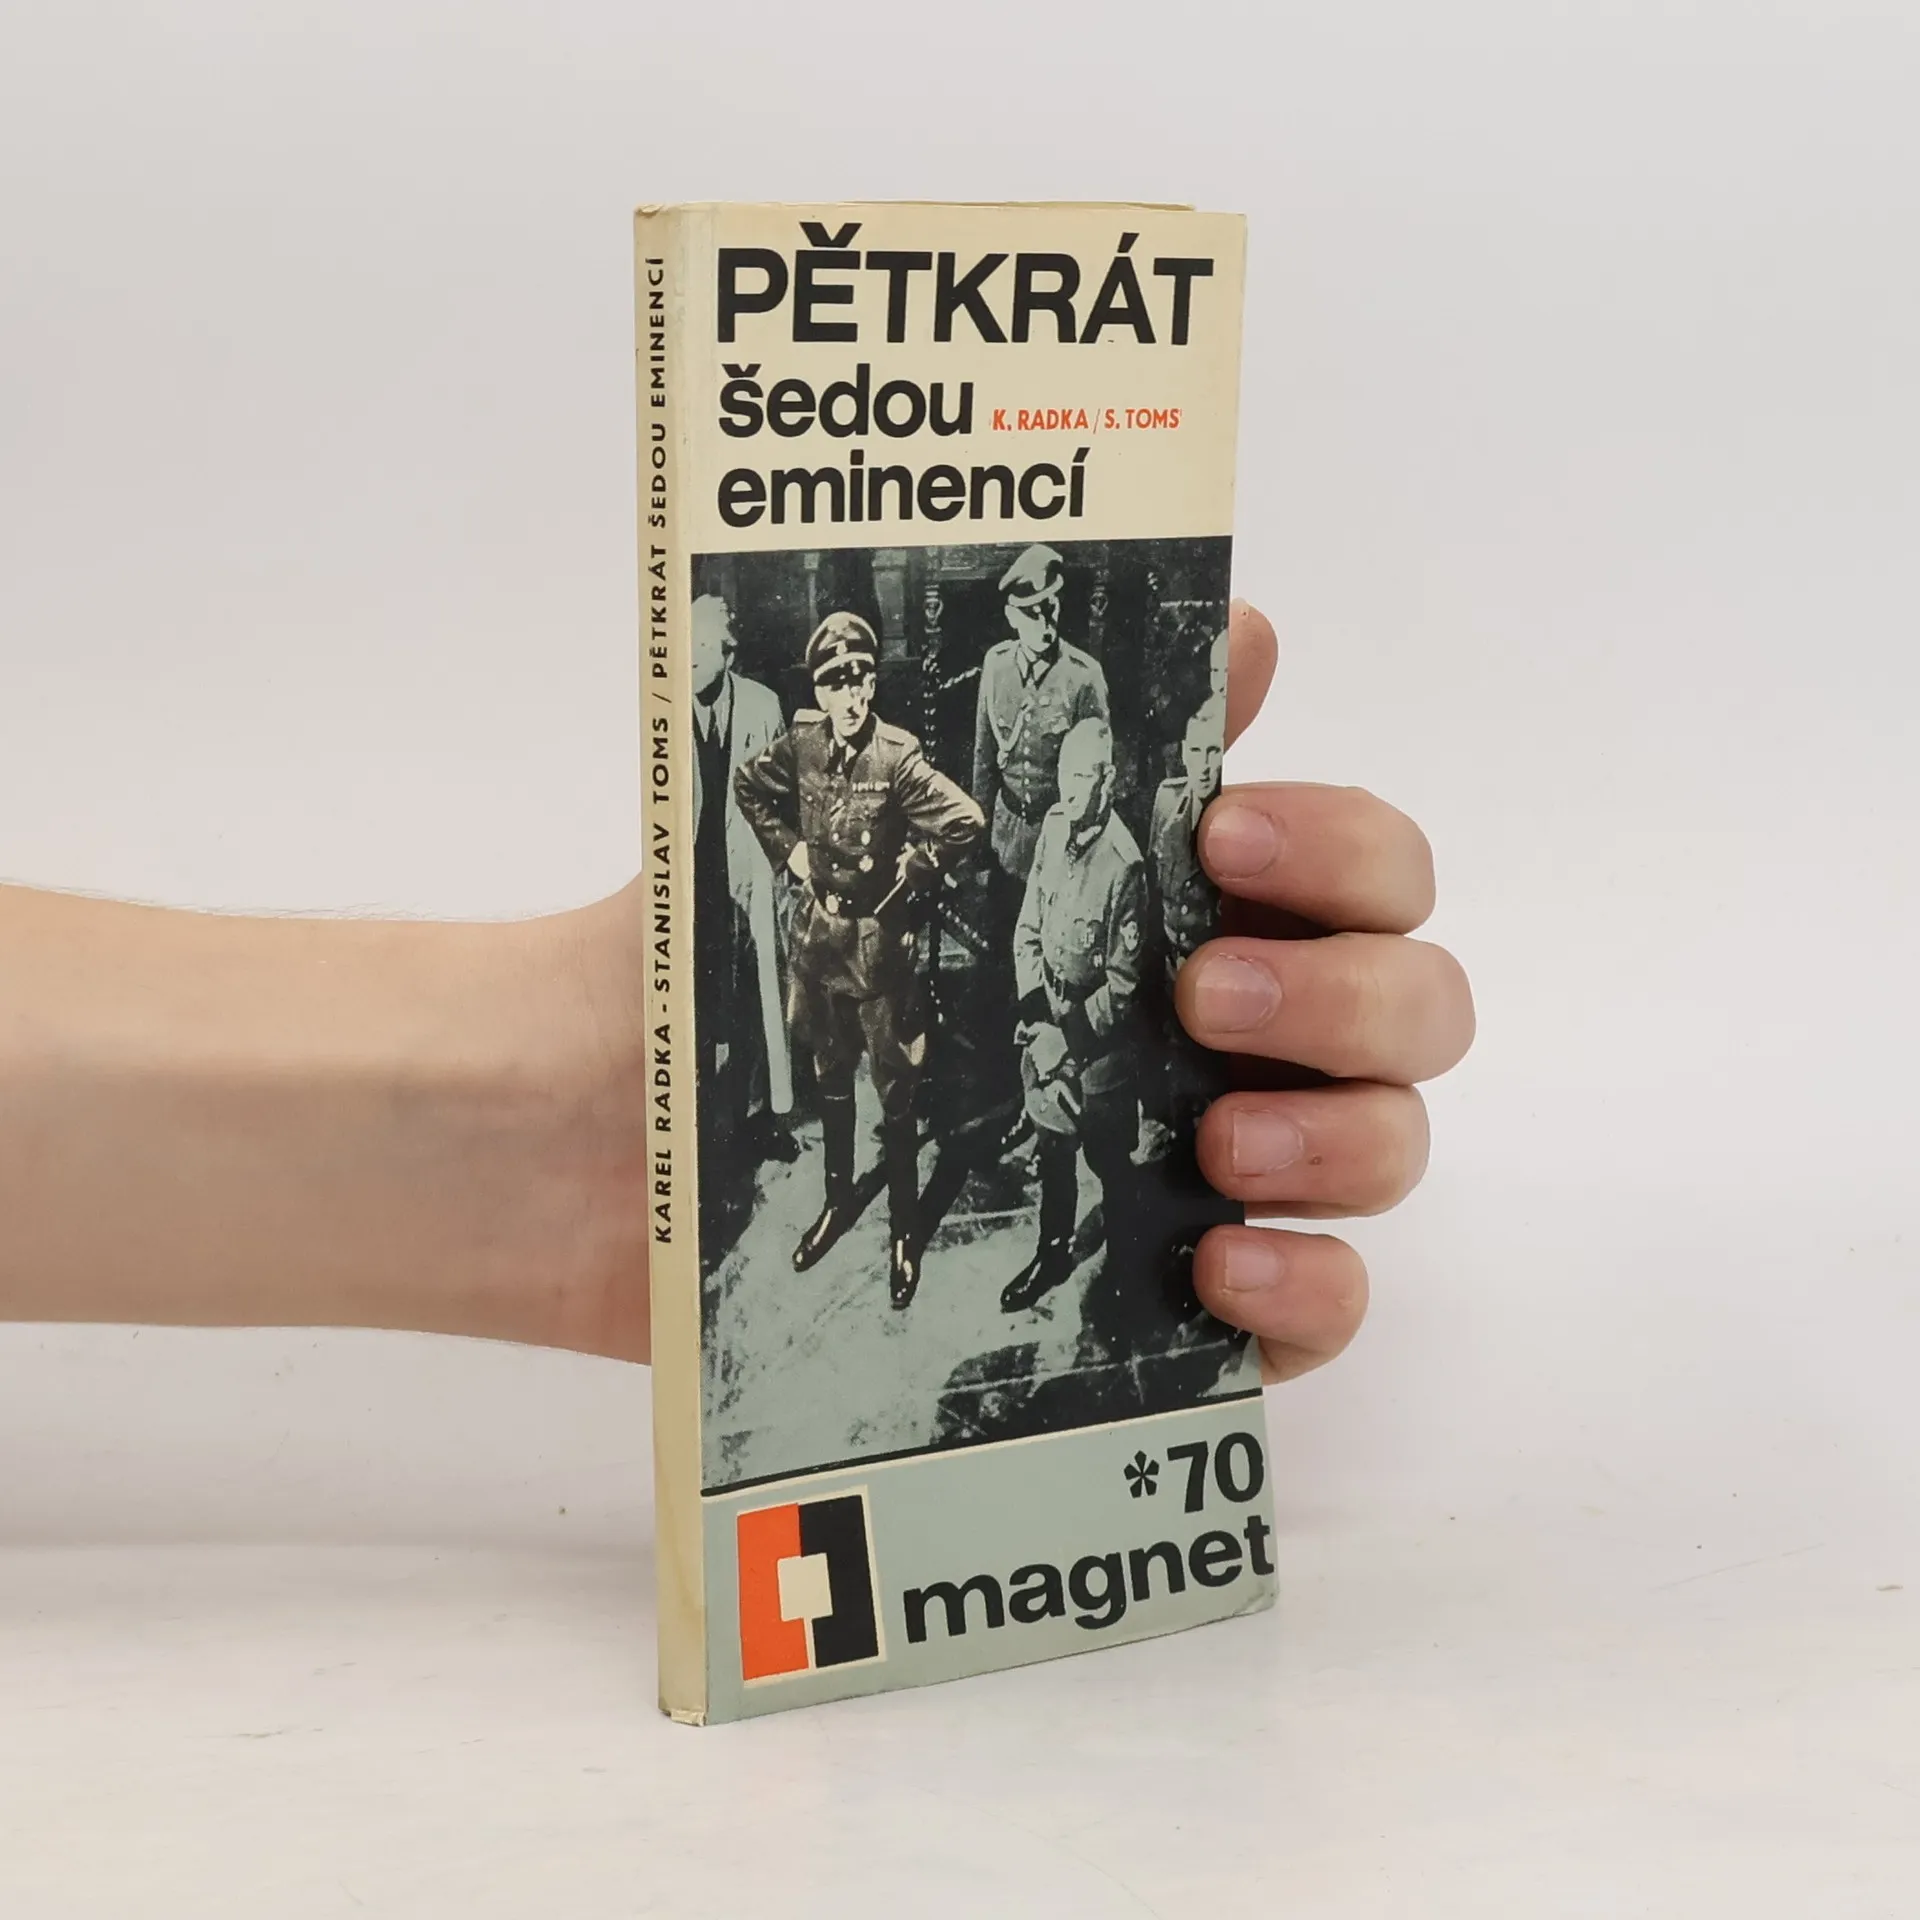 KAREL RADKA - STANISLAV TOMS / PĚTKRÁT ŠEDOU EMINENCÍ
PĚTKRÁT
šedou
K. RADKA / S. TOMS
eminencí
*70
magnet